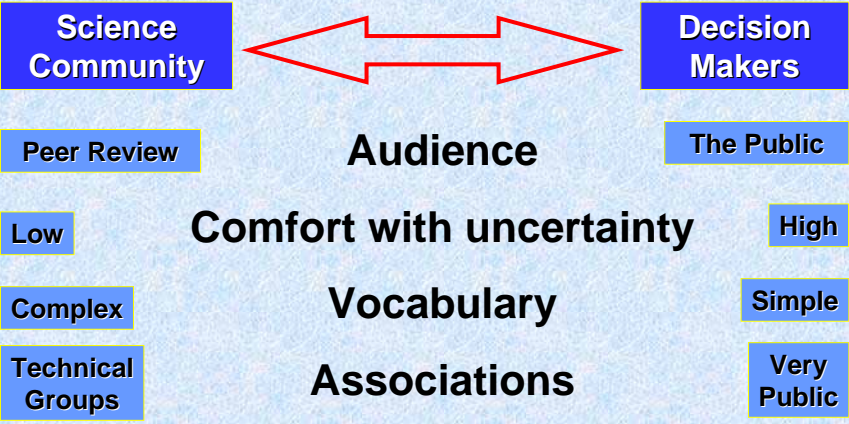 Science
Community
Decision
Makers
Peer Review
Audience
The Public
Low
Comfort with uncertainty
High
Complex
Vocabulary
Simple
Technical
Groups
Associations
Very
Public